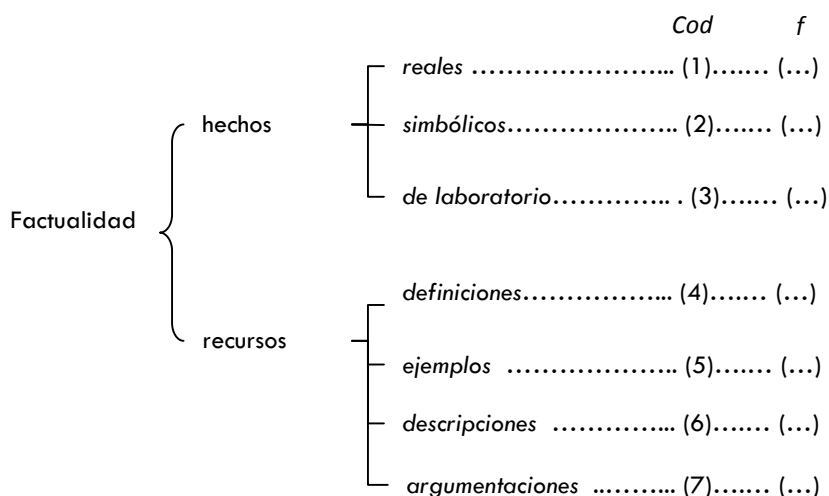 Cod f
reales …………………... (1)…..… (…)
hechos simbólicos……………….. (2)…..… (…)
de laboratorio………….. . (3)…..… (…)
Factualidad
definiciones……………... (4)…..… (…)
recursos
ejemplos ……………….. (5)…..… (…)
descripciones …………... (6)…..… (…)
argumentaciones ..……... (7)…..… (…)